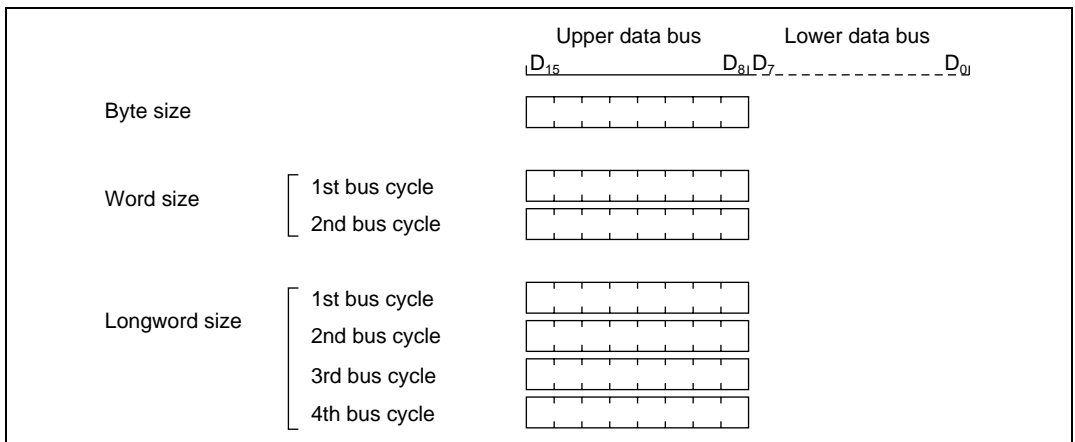 Upper data bus Lower data bus
D15 D8 D7 D0
Byte size
Word size
1st bus cycle
2nd bus cycle
Longword size
1st bus cycle
2nd bus cycle
3rd bus cycle
4th bus cycle